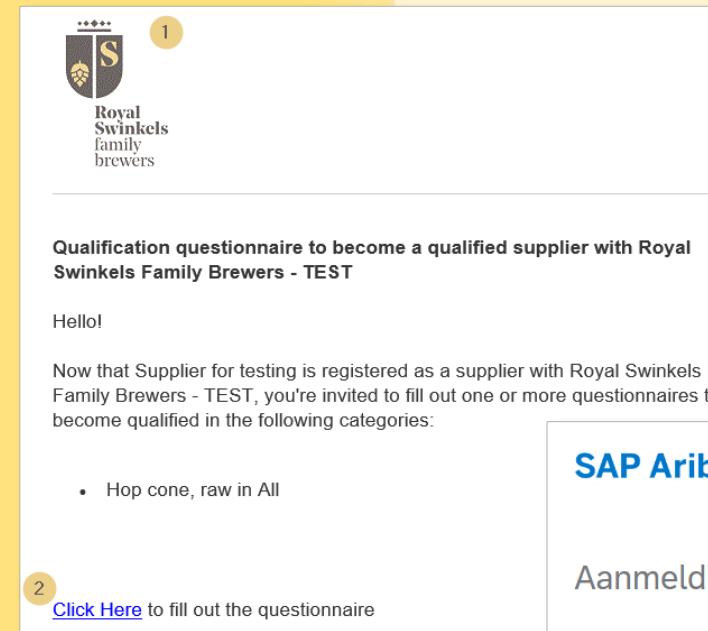 1
S
Royal
Swinkels
family
brewers
Qualification questionnaire to become a qualified supplier with Royal
Swinkels Family Brewers - TEST
Hello!
Now that Supplier for testing is registered as a supplier with Royal Swinkels
Family Brewers - TEST, you're invited to fill out one or more questionnaires t
become qualified in the following categories:
• Hop cone, raw in All
SAP Arib
Aanmeld
2
Click Here to fill out the questionnaire